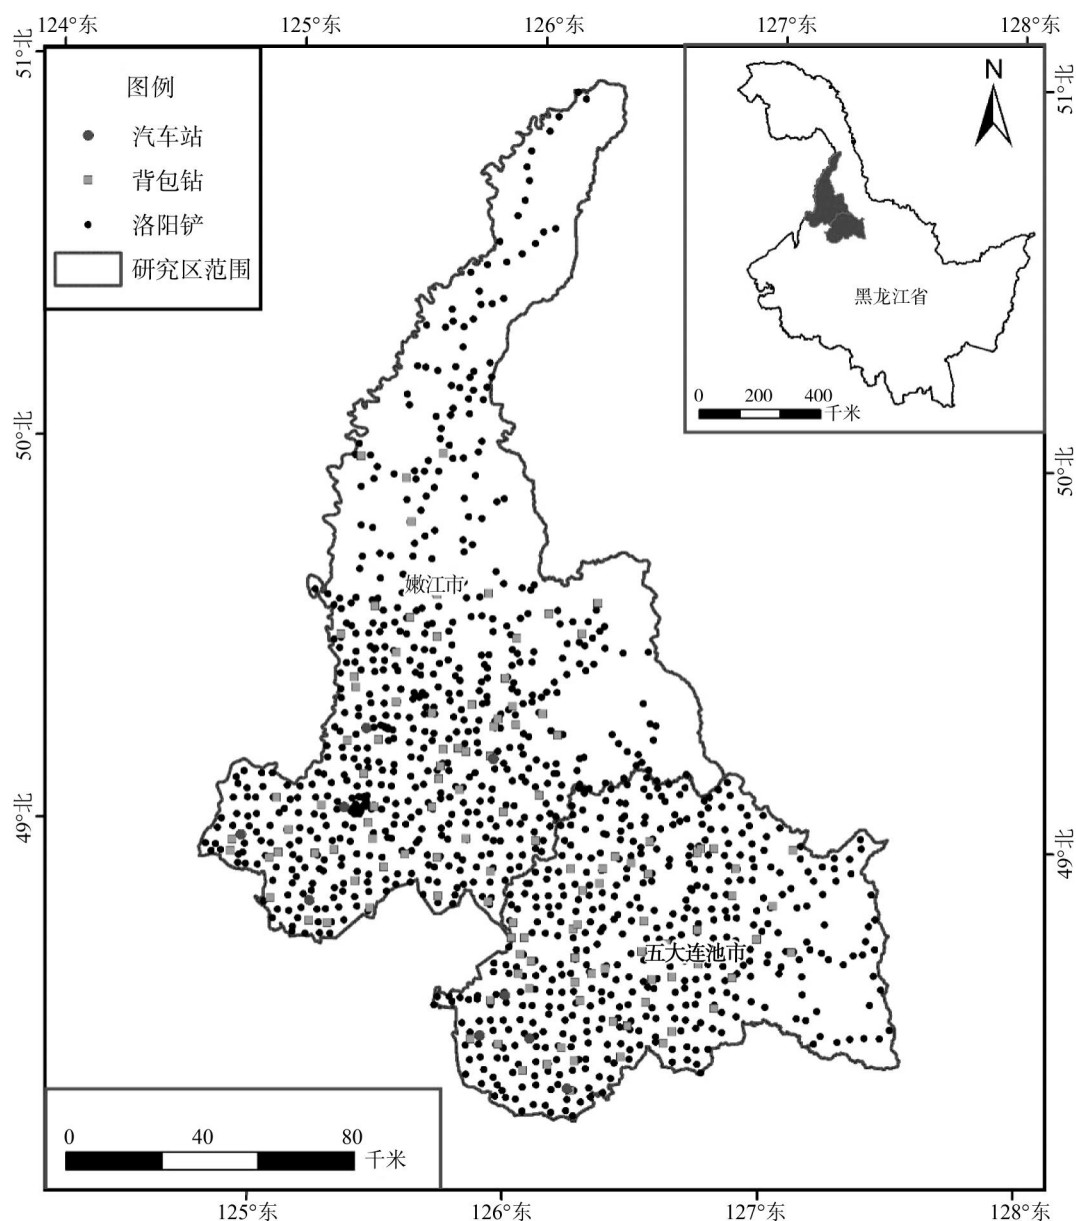 124°东
125°东
126°东
127°东
128°东
51°北
51°北
图例
汽车站
背包钻
洛阳铲
研究区范围
N
黑龙江省
0
200
400
千米
50°北
50°北
嫩江市
49°北
49°北
五大连池市
0
40
80
千米
125°东
126°东
127°东
128°东